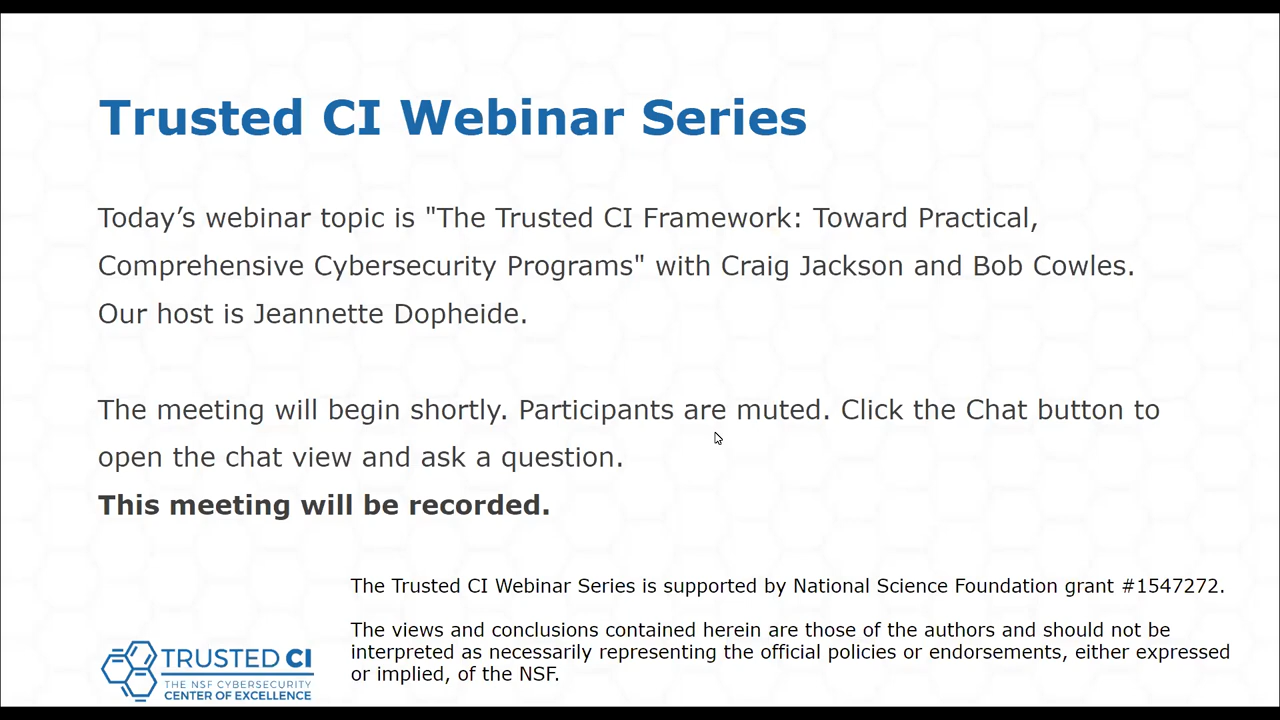 Trusted CI Webinar Series
Today’s webinar topic is "The Trusted CI Framework: Toward Practical,
Comprehensive Cybersecurity Programs" with Craig Jackson and Bob Cowles.
Our host is Jeannette Dopheide.
The meeting will begin shortly. Participants are muted. Click the Chat button to
open the chat view and ask a question.
This meeting will be recorded.
The Trusted CI Webinar Series is supported by National Science Foundation grant #1547272.
The views and conclusions contained herein are those of the authors and should not be
interpreted as necessarily representing the official policies or endorsements, either expressed
or implied, of the NSF.
TRUSTED CI
THE NSF CYBERSECURITY
CENTER OF EXCELLENCE